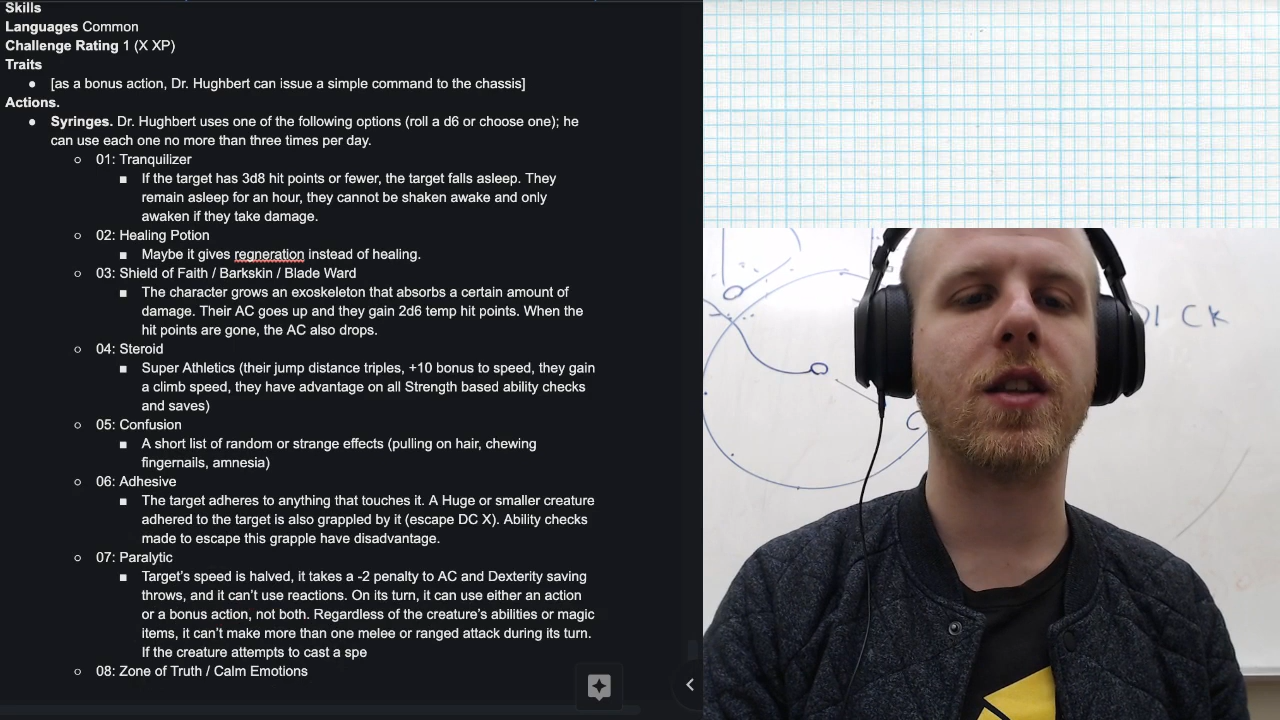 Skills
Languages Common
Challenge Rating 1 (X XP)
Traits
[as a bonus action, Dr. Hughbert can issue a simple command to the chassis]
Actions.
Syringes. Dr. Hughbert uses one of the following options (roll a d6 or choose one); he
can use each one no more than three times per day.
01: Tranquilizer
If the target has 3d8 hit points or fewer, the target falls asleep. They
remain asleep for an hour, they cannot be shaken awake and only
awaken if they take damage.
02: Healing Potion
Maybe it gives regneration instead of healing.
03: Shield of Faith / Barkskin / Blade Ward
The character grows an exoskeleton that absorbs a certain amount of
damage. Their AC goes up and they gain 2d6 temp hit points. When the
hit points are gone, the AC also drops.
04: Steroid
Super Athletics (their jump distance triples, +10 bonus to speed, they gain
a climb speed, they have advantage on all Strength based ability checks
and saves)
05: Confusion
A short list of random or strange effects (pulling on hair, chewing
fingernails, amnesia)
06: Adhesive
The target adheres to anything that touches it. A Huge or smaller creature
adhered to the target is also grappled by it (escape DC X). Ability checks
made to escape this grapple have disadvantage.
07: Paralytic
Target's speed is halved, it takes a -2 penalty to AC and Dexterity saving
throws, and it can't use reactions. On its turn, it can use either an action
or a bonus action, not both. Regardless of the creature's abilities or magic
items, it can't make more than one melee or ranged attack during its turn.
If the creature attempts to cast a spe
08: Zone of Truth / Calm Emotions